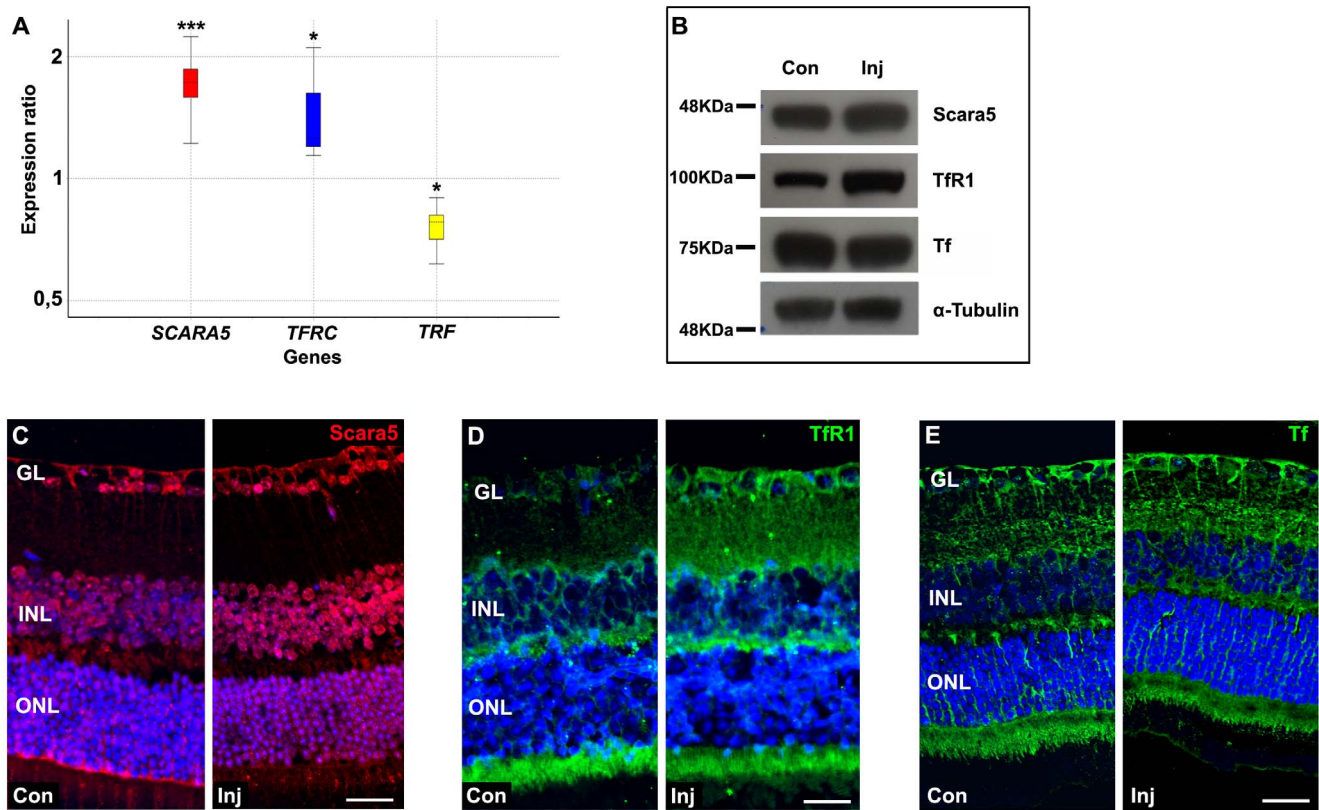 A
***
*
*
2
1
0,5
Expression ratio
SCARA5 TFRC TRF
Genes
B
Con Inj
48KDa Scara5
100KDa TfR1
75KDa Tf
α-Tubulin
48KDa
C Scara5
GL
INL
ONL
Con Inj
D TfR1
GL
INL
ONL
Con Inj
E Tf
GL
INL
ONL
Con Inj